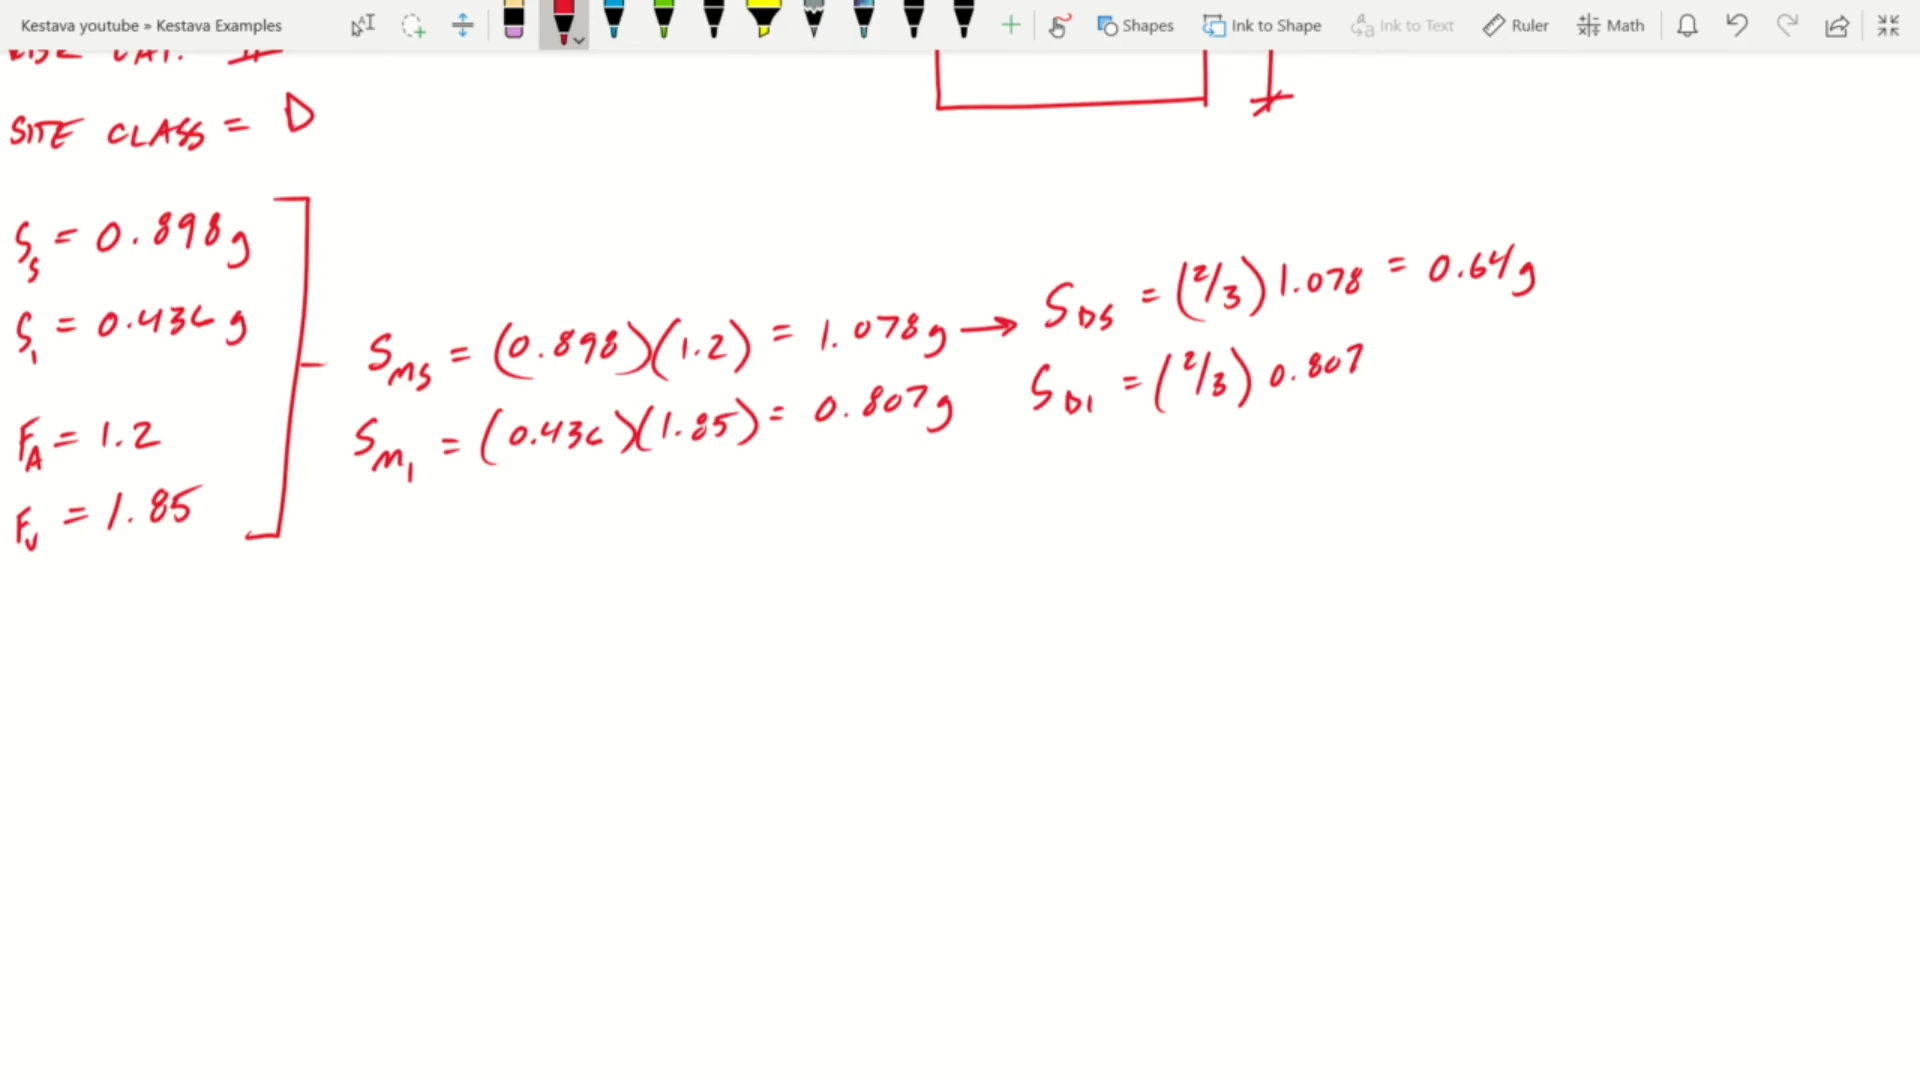 Kestava youtube » Kestava Examples
Shapes
Ink to Shape
Ink to Text
Ruler
Math
CAT. II
SITE CLASS = D
Ss = 0.898g
S1 = 0.436g
FA = 1.2
Fv = 1.85
SMS = (0.898)(1.2) = 1.078g → SDS = (2/3) 1.078 = 0.64g
SM1 = (0.436)(1.85) = 0.807g SD1 = (2/3) 0.807